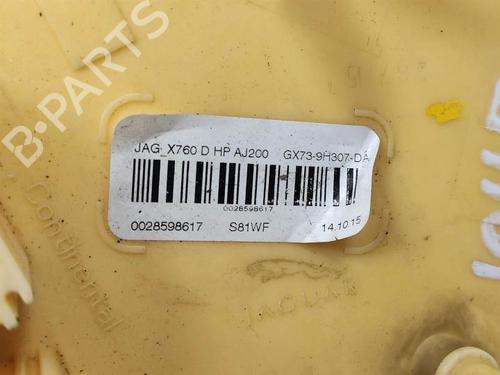 B-PARTS
JAG_X760 D HP AJ200 GX73-9H307-DA
0028598617
0028598617 S81WF 14.10.15
Continental
JAGUAR